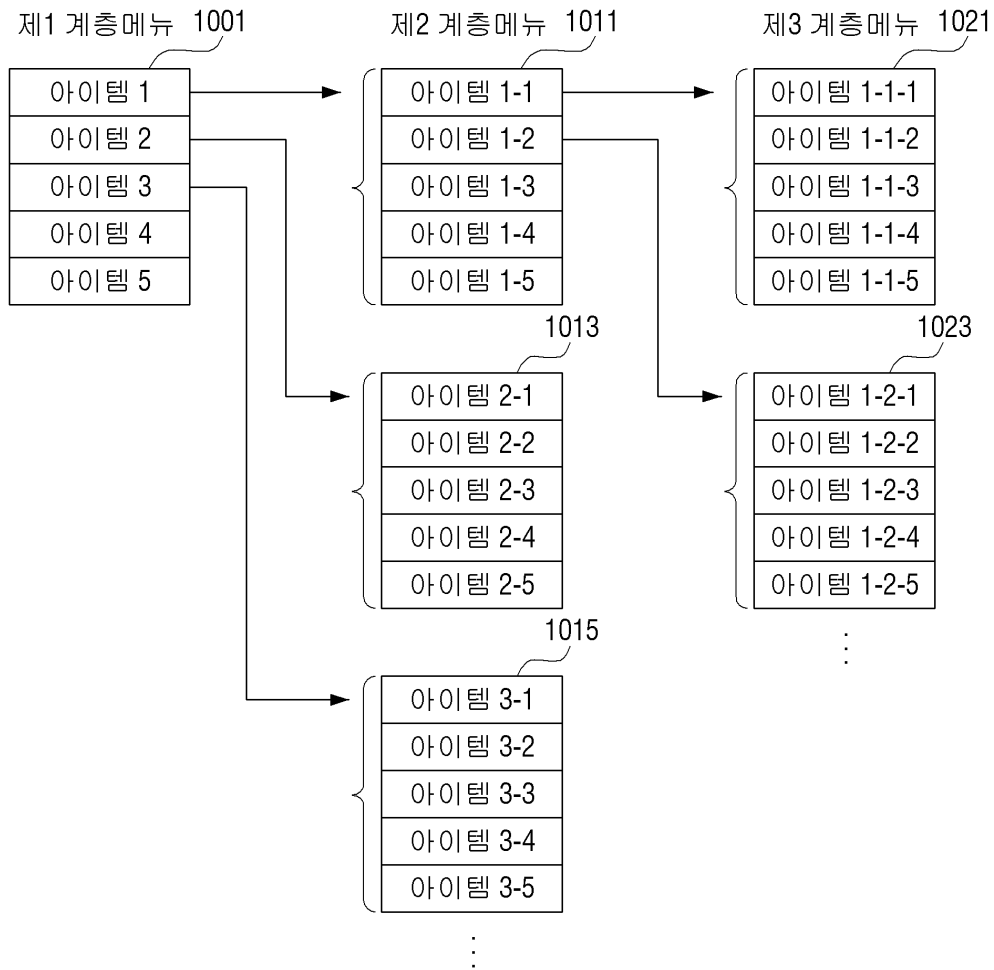 제1 계층메뉴 1001
아이템 1
아이템 2
아이템 3
아이템 4
아이템 5
제2 계층메뉴 1011
아이템 1-1
아이템 1-2
아이템 1-3
아이템 1-4
아이템 1-5
1013
아이템 2-1
아이템 2-2
아이템 2-3
아이템 2-4
아이템 2-5
1015
아이템 3-1
아이템 3-2
아이템 3-3
아이템 3-4
아이템 3-5
제3 계층메뉴 1021
아이템 1-1-1
아이템 1-1-2
아이템 1-1-3
아이템 1-1-4
아이템 1-1-5
1023
아이템 1-2-1
아이템 1-2-2
아이템 1-2-3
아이템 1-2-4
아이템 1-2-5